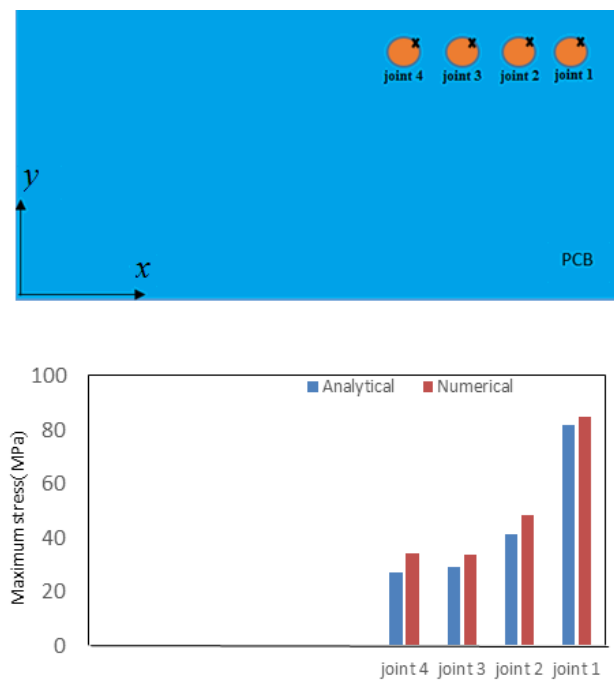 x x x x
joint 4 joint 3 joint 2 joint 1
y
x
PCB
100
Analytical Numerical
80
60
40
20
0
Maximum stress(MPa)
joint 4 joint 3 joint 2 joint 1